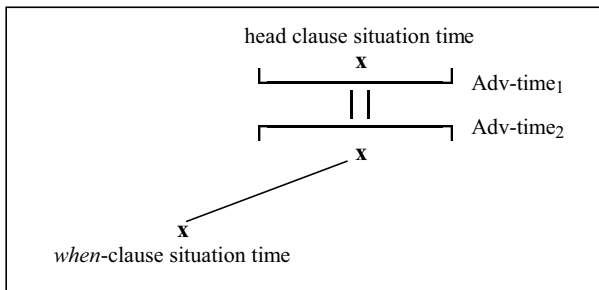 head clause situation time
x
Adv-time₁
Adv-time₂
x
x
when-clause situation time